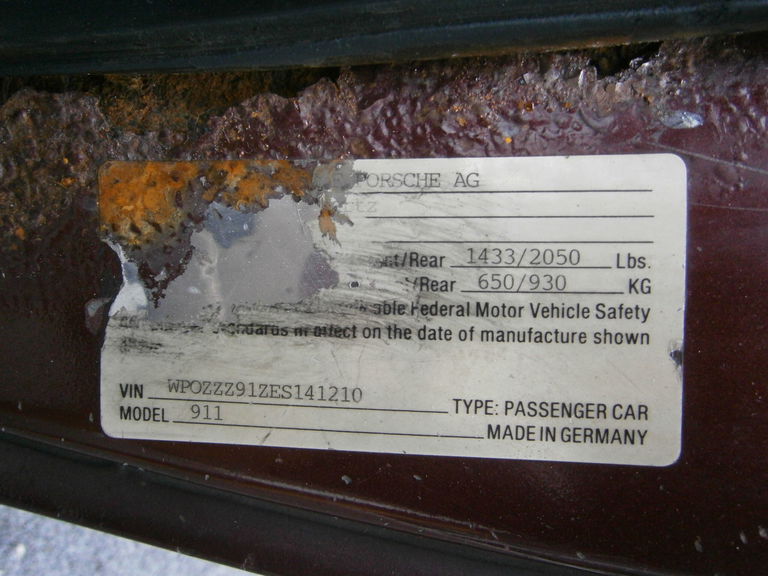 PORSCHE AG
/Rear 1433/2050 Lbs.
/Rear 650/930 KG
Federal Motor Vehicle Safety
on the date of manufacture shown
VIN WPOZZZ91ZES141210
MODEL 911 TYPE: PASSENGER CAR
MADE IN GERMANY